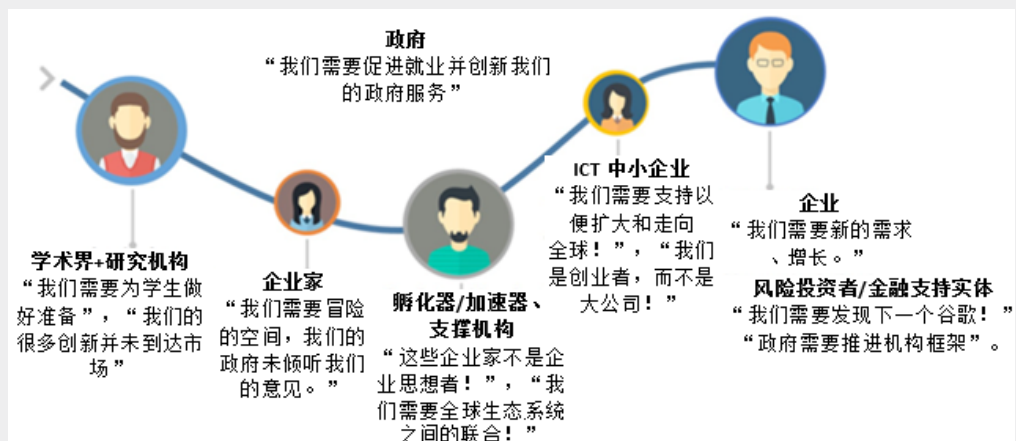 政府
“我们需要促进就业并创新我们
的政府服务”
学术界+研究机构
“我们需要为学生做
好准备”，“我们的
很多创新并未到达市
场”
企业家
“我们需要冒险
的空间，我们的
政府未倾听我们
的意见。”
孵化器/加速器、
支撑机构
“这些企业家不是企
业思想者！”，“我
们需要全球生态系统
之间的联合！”
ICT 中小企业
“我们需要支持以
便扩大和走向
全球！”，“我们
是创业者，而不是
大公司！”
企业
“我们需要新的需求
、增长。”
风险投资者/金融支持实体
“我们需要发现下一个谷歌！”
“政府需要推进机构框架”。